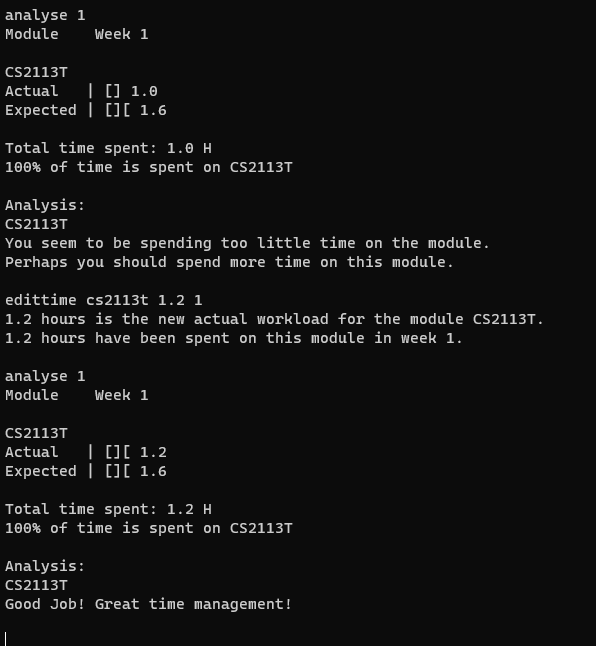 analyse 1
Module    Week 1

CS2113T
Actual   | [] 1.0
Expected | [][ 1.6

Total time spent: 1.0 H
100% of time is spent on CS2113T

Analysis:
CS2113T
You seem to be spending too little time on the module.
Perhaps you should spend more time on this module.

edittime cs2113t 1.2 1
1.2 hours is the new actual workload for the module CS2113T.
1.2 hours have been spent on this module in week 1.

analyse 1
Module    Week 1

CS2113T
Actual   | [][ 1.2
Expected | [][ 1.6

Total time spent: 1.2 H
100% of time is spent on CS2113T

Analysis:
CS2113T
Good Job! Great time management!